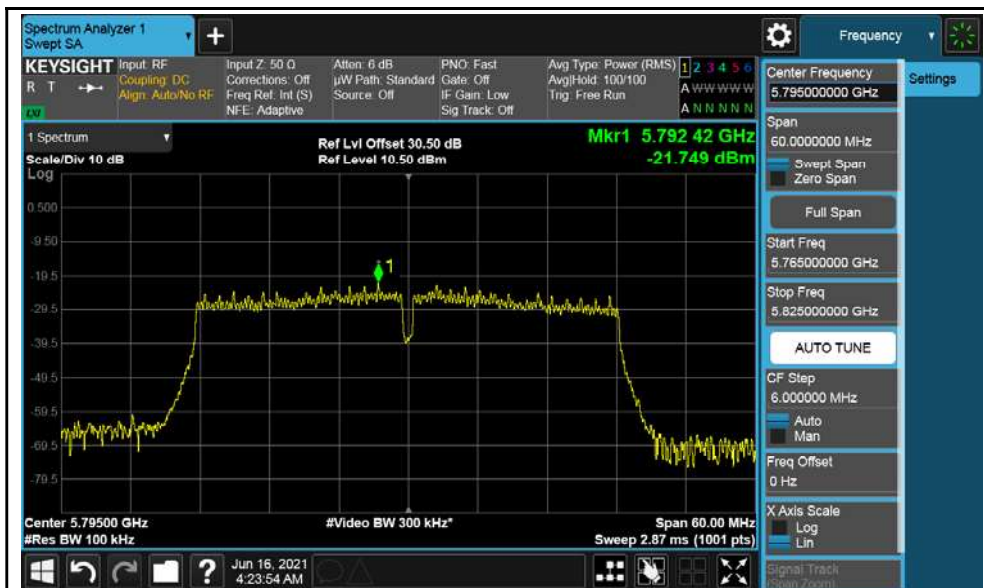 Spectrum Analyzer 1
Swept SA
+
Frequency
KEYSIGHT
R T
LXI
Input: RF
Coupling: DC
Align: Auto/No RF
Input Z: 50 Ω
Corrections: Off
Freq Ref: Int (S)
NFE: Adaptive
Atten: 6 dB
µW Path: Standard
Source: Off
PNO: Fast
Gate: Off
IF Gain: Low
Sig Track: Off
Avg Type: Power (RMS)
Avg|Hold: 100/100
Trig: Free Run
1 2 3 4 5 6
A W W W W W
A N N N N N
Center Frequency
5.795000000 GHz
Settings
Span
60.0000000 MHz
Swept Span
Zero Span
Full Span
Start Freq
5.765000000 GHz
Stop Freq
5.825000000 GHz
AUTO TUNE
CF Step
6.000000 MHz
Auto
Man
Freq Offset
0 Hz
X Axis Scale
Log
Lin
Signal Track
(Span Zoom)
1 Spectrum
Scale/Div 10 dB
Log
Ref Lvl Offset 30.50 dB
Ref Level 10.50 dBm
Mkr1 5.792 42 GHz
-21.749 dBm
0.500
-9.50
-19.5
-29.5
-39.5
-49.5
-59.5
-69.5
-79.5
1
Center 5.79500 GHz
#Res BW 100 kHz
#Video BW 300 kHz*
Span 60.00 MHz
Sweep 2.87 ms (1001 pts)
?
Jun 16, 2021
4:23:54 AM